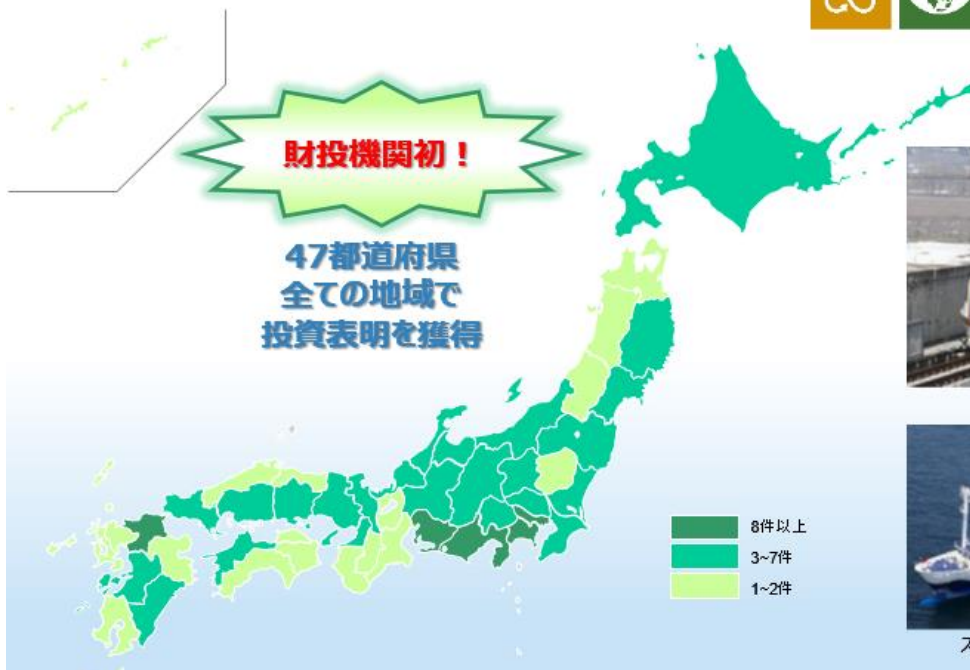 財投機関初！
47都道府県
全ての地域で
投資表明を獲得
8件以上
3~7件
1~2件